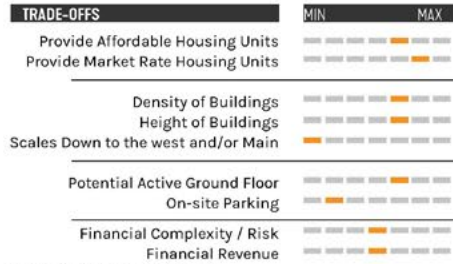 TRADE-OFFS MIN MAX
Provide Affordable Housing Units
Provide Market Rate Housing Units
Density of Buildings
Height of Buildings
Scales Down to the west and/or Main
Potential Active Ground Floor
On-site Parking
Financial Complexity / Risk
Financial Revenue